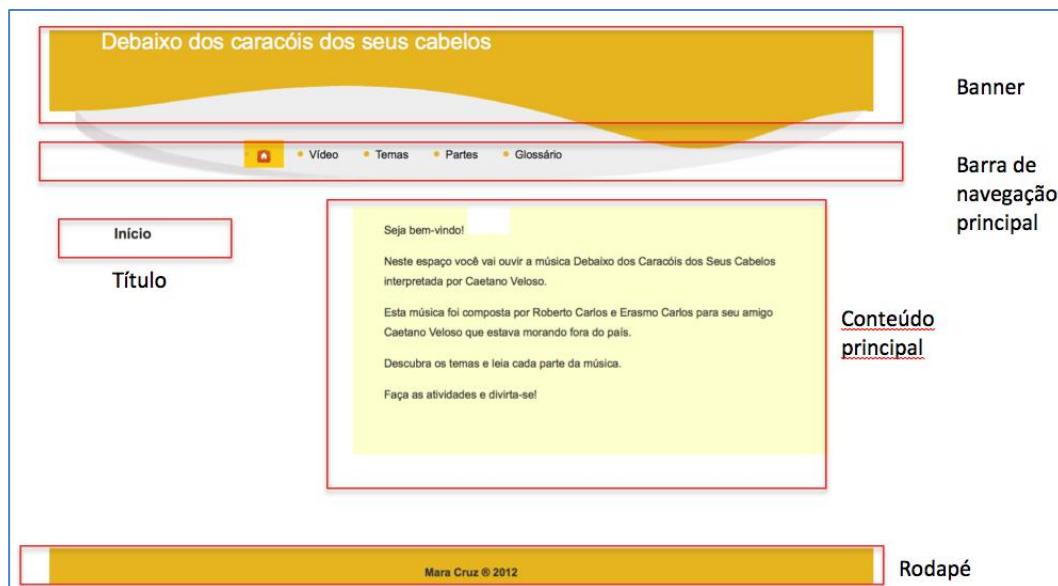 Debaixo dos caracóis dos seus cabelos
Banner
Vídeo Temas Partes Glossário
Barra de
navegação
principal
Início
Título
Seja bem-vindo!
Neste espaço você vai ouvir a música Debaixo dos Caracóis dos Seus Cabelos
interpretada por Caetano Veloso.
Esta música foi composta por Roberto Carlos e Erasmo Carlos para seu amigo
Caetano Veloso que estava morando fora do país.
Descubra os temas e leia cada parte da música.
Faça as atividades e divirta-se!
Conteúdo
principal
Mara Cruz ® 2012
Rodapé